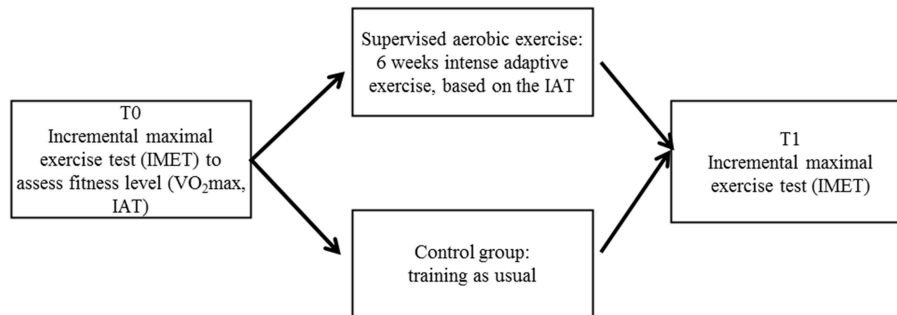 T0
Incremental maximal
exercise test (IMET) to
assess fitness level (VO₂max,
IAT)
Supervised aerobic exercise:
6 weeks intense adaptive
exercise, based on the IAT
Control group:
training as usual
T1
Incremental maximal
exercise test (IMET)